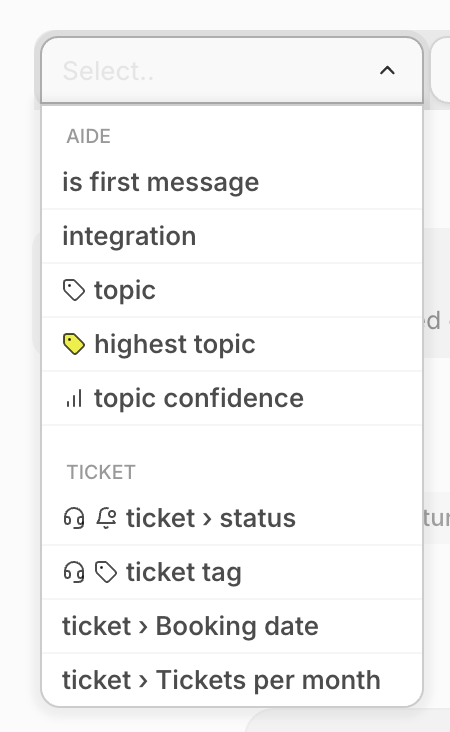 Select..
AIDE
is first message
integration
topic
highest topic
ed
topic confidence
TICKET
ticket › status
tur
ticket tag
ticket › Booking date
ticket › Tickets per month